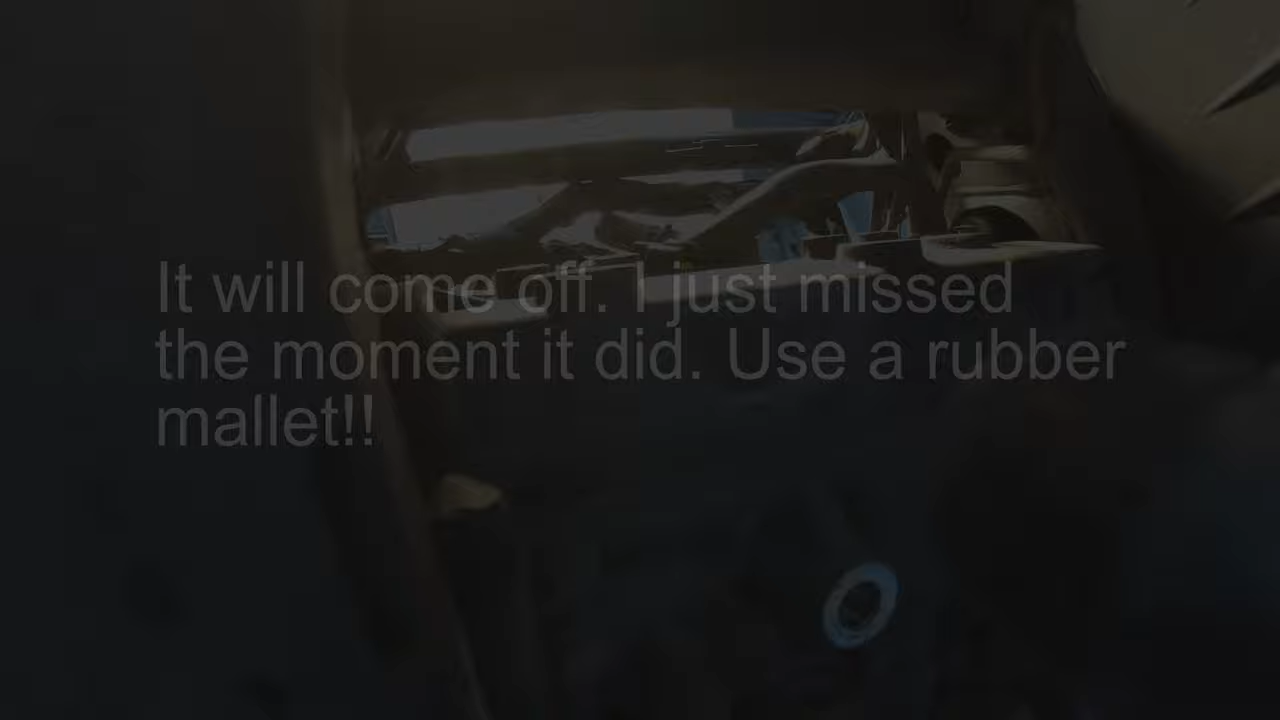 It will come off. I just missed
the moment it did. Use a rubber
mallet!!